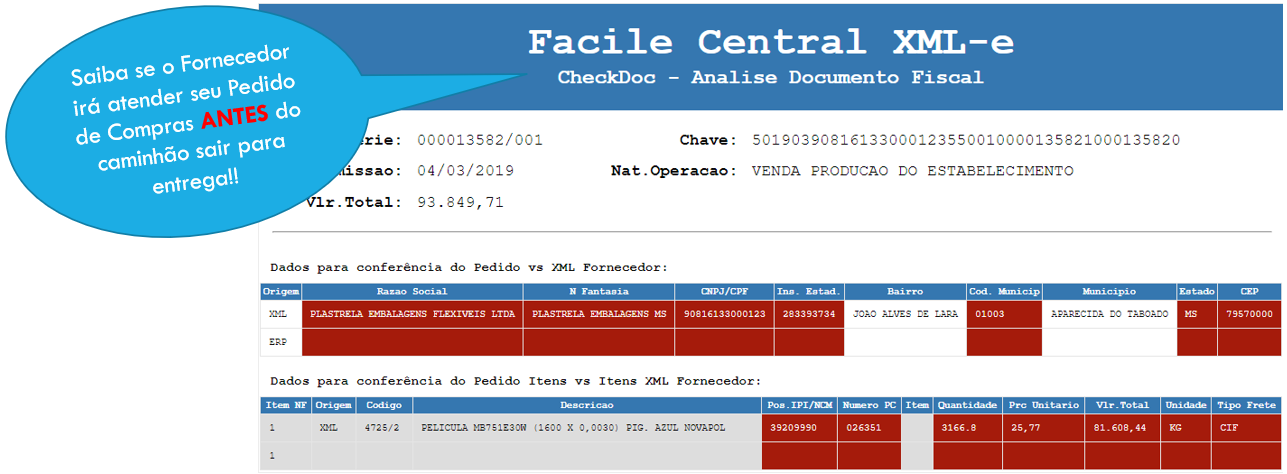 Saiba se o Fornecedor
irá atender seu Pedido
de Compras ANTES do
caminhão sair para
entrega!!
Facile Central XML-e
CheckDoc - Analise Documento Fiscal
rie: 000013582/001 Chave: 50190390816133000123550010000135821000135820
issao: 04/03/2019 Nat.Operacao: VENDA PRODUCAO DO ESTABELECIMENTO
Vlr.Total: 93.849,71
Dados para conferência do Pedido vs XML Fornecedor:
Origem Razao Social N Fantasia CNPJ/CPF Ins. Estad. Bairro Cod. Municip Municipio Estado CEP
XML PLASTRELA EMBALAGENS FLEXIVEIS LTDA PLASTRELA EMBALAGENS MS 90816133000123 283393734 JOAO ALVES DE LARA 01003 APARECIDA DO TABOADO MS 79570000
ERP
Dados para conferência do Pedido Itens vs Itens XML Fornecedor:
Item NF Origem Codigo Descricao Pos.IPI/NCM Numero PC Item Quantidade Prc Unitario Vlr.Total Unidade Tipo Frete
1 XML 4725/2 PELICULA MB751E30W (1600 X 0,0030) PIG. AZUL NOVAPOL 39209990 026351 3166.8 25,77 81.608,44 KG CIF
1